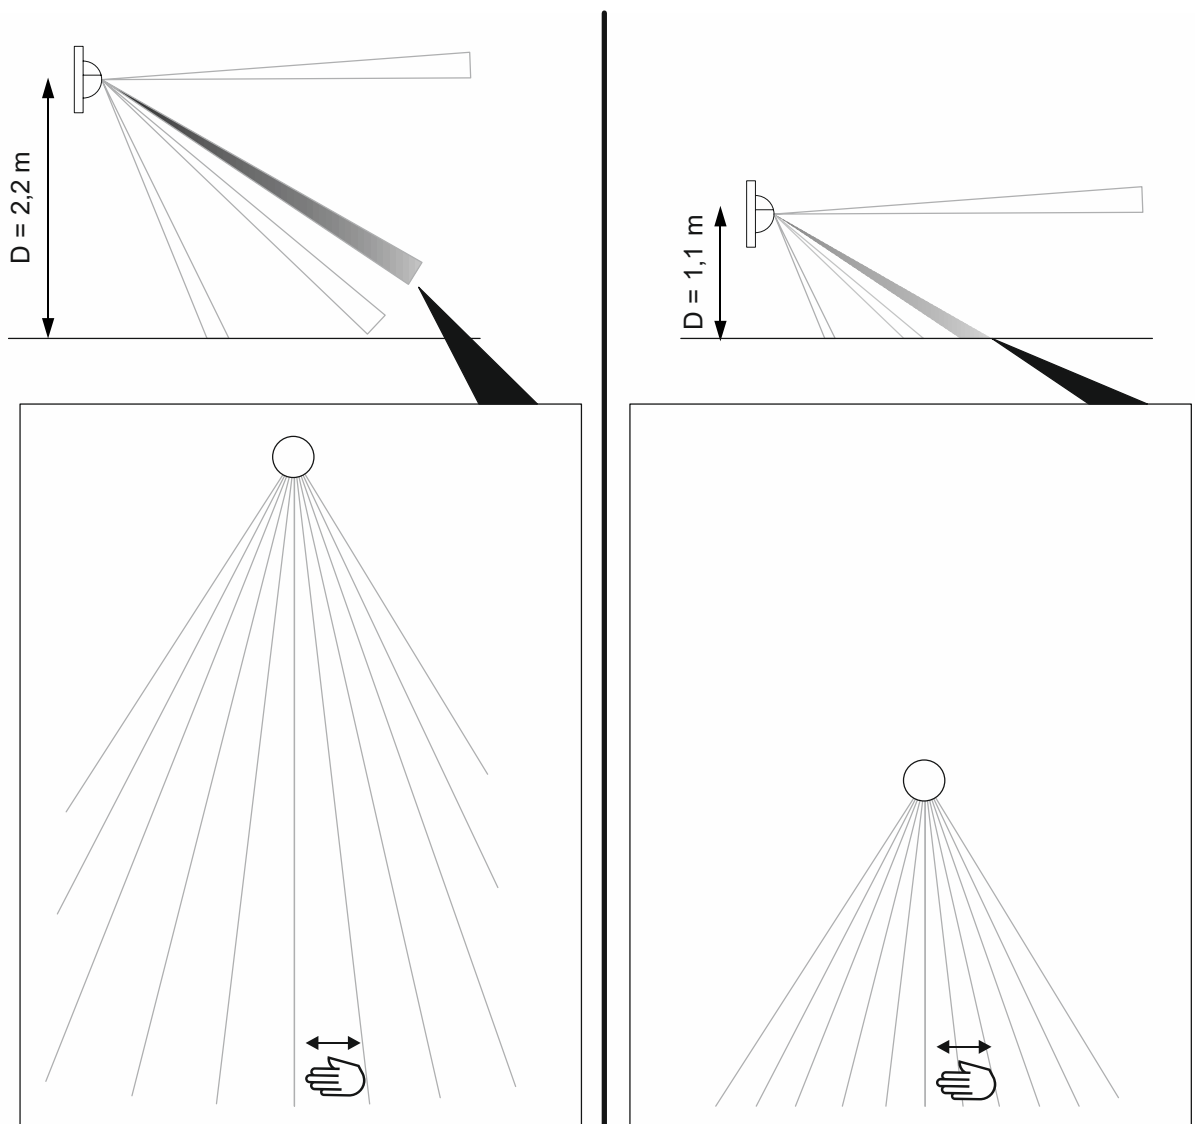 D = 2,2 m
D = 1,1 m